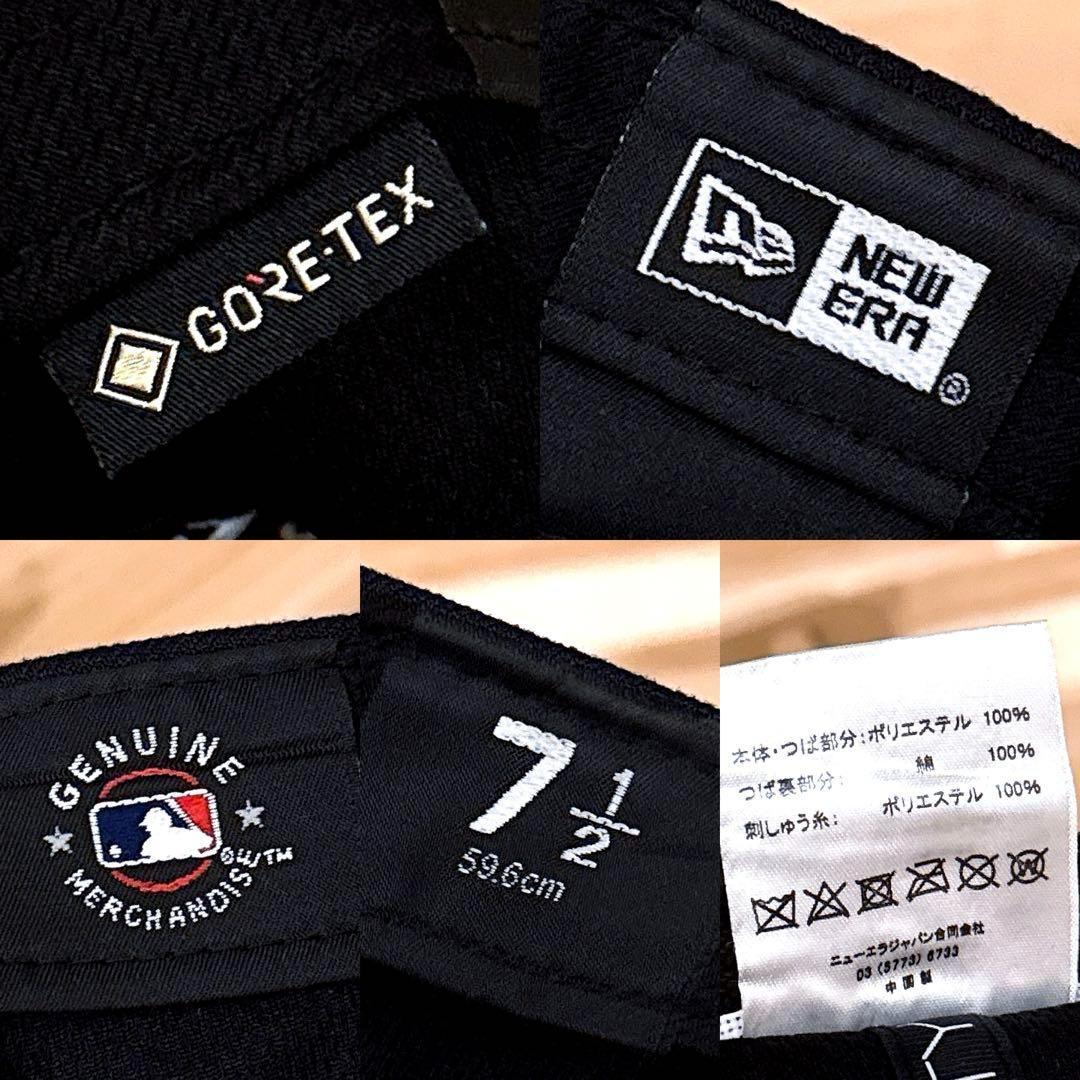 GORE-TEX
NEW
ERA
®
GENUINE
MERCHANDISE
™
7 1/2
59.6cm
本体・つば部分:ポリエステル 100%
つば裏部分: 綿 100%
刺しゅう糸: ポリエステル 100%
ニューエラジャパン合同会社
03 (5773) 6733
中国製